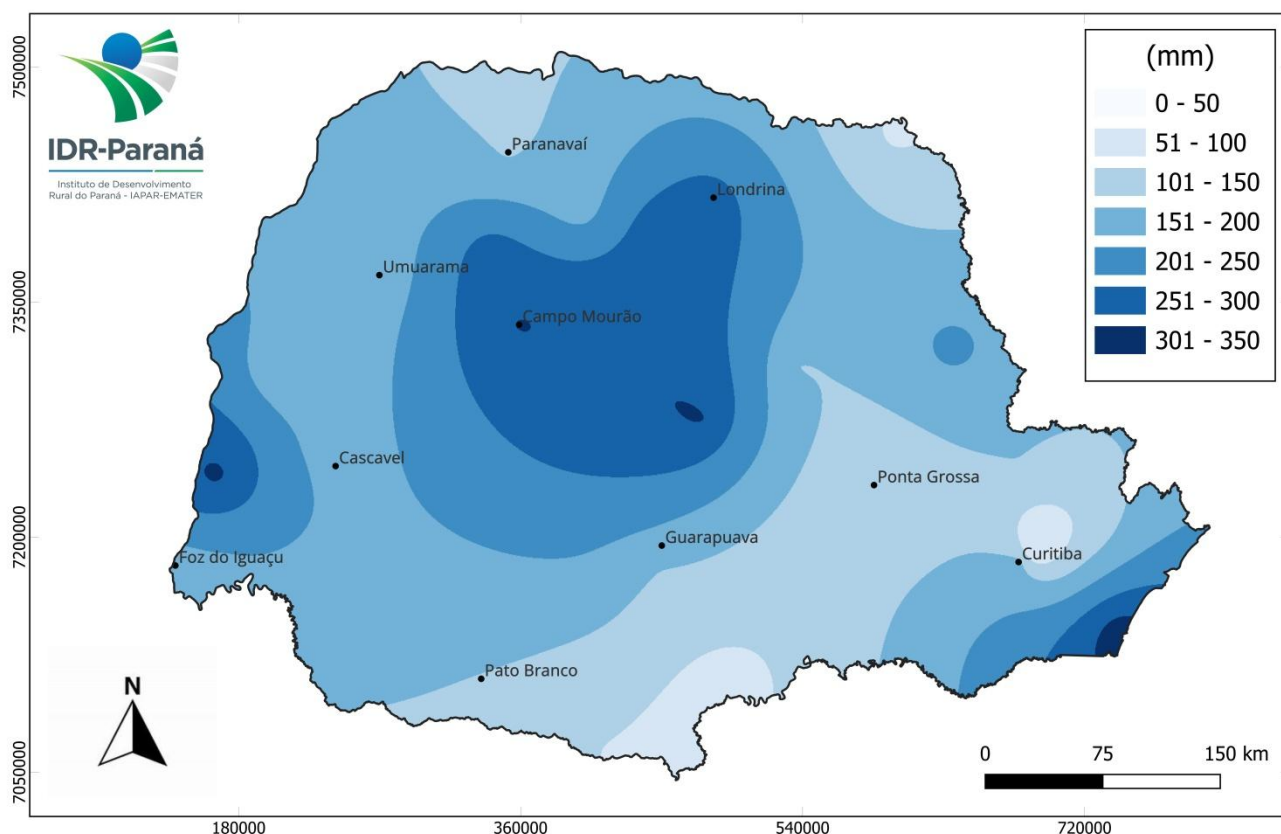 IDR-Paraná
Instituto de Desenvolvimento
Rural do Paraná - IAPAR-EMATER
(mm)
0 - 50
51 - 100
101 - 150
151 - 200
201 - 250
251 - 300
301 - 350
Paranavaí
Londrina
Umuarama
Campo Mourão
Cascavel
Ponta Grossa
Guarapuava
Foz do Iguaçu
Curitiba
Pato Branco
N
0 75 150 km
7500000
7350000
7200000
7050000
180000 360000 540000 720000